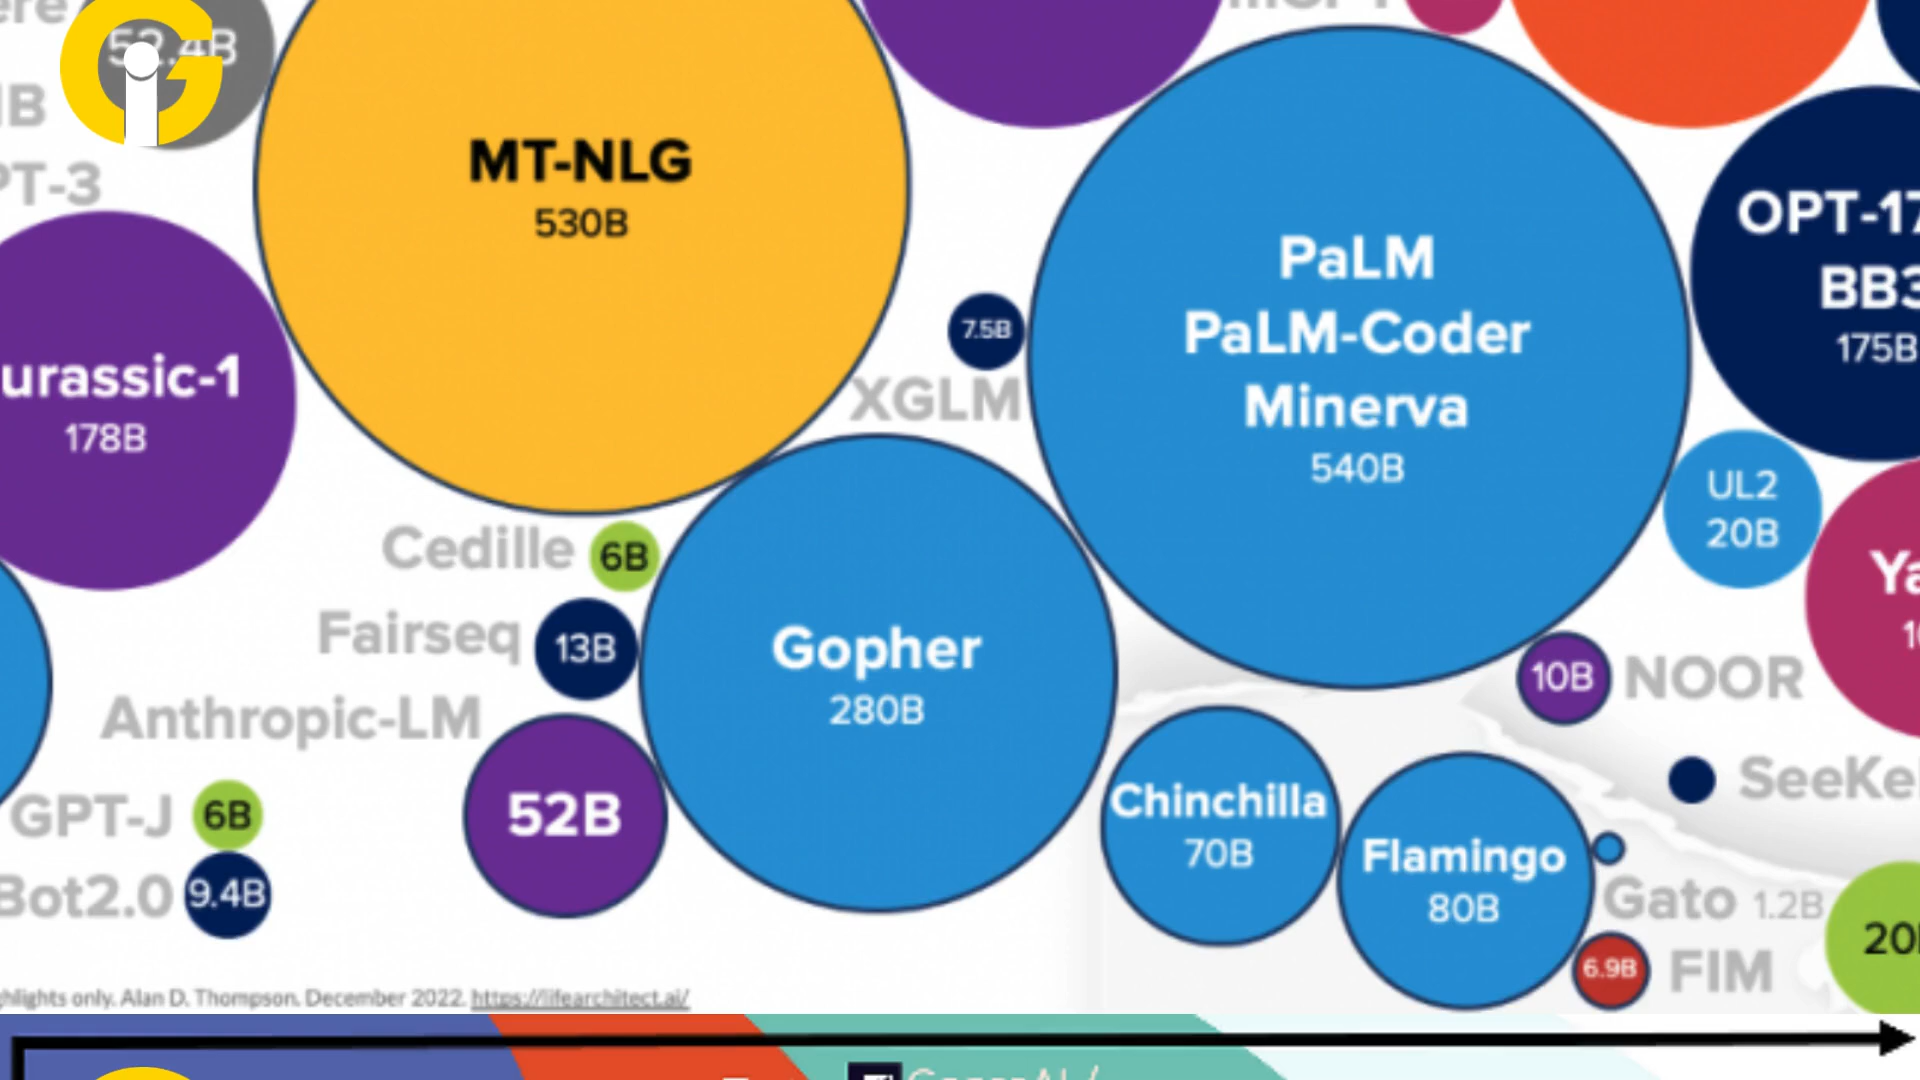 52.4B
PT-3
MT-NLG
530B
urassic-1
178B
7.5B
XGLM
PaLM
PaLM-Coder
Minerva
540B
OPT-17
BB3
175B
UL2
20B
Cedille
6B
Fairseq
13B
Anthropic-LM
52B
Gopher
280B
GPT-J
6B
Bot2.0
9.4B
Chinchilla
70B
Flamingo
80B
10B
NOOR
Ya
SeeKe
Gato 1.2B
6.9B
FIM
20
hlights only. Alan D. Thompson. December 2022. https://lifearchitect.ai/